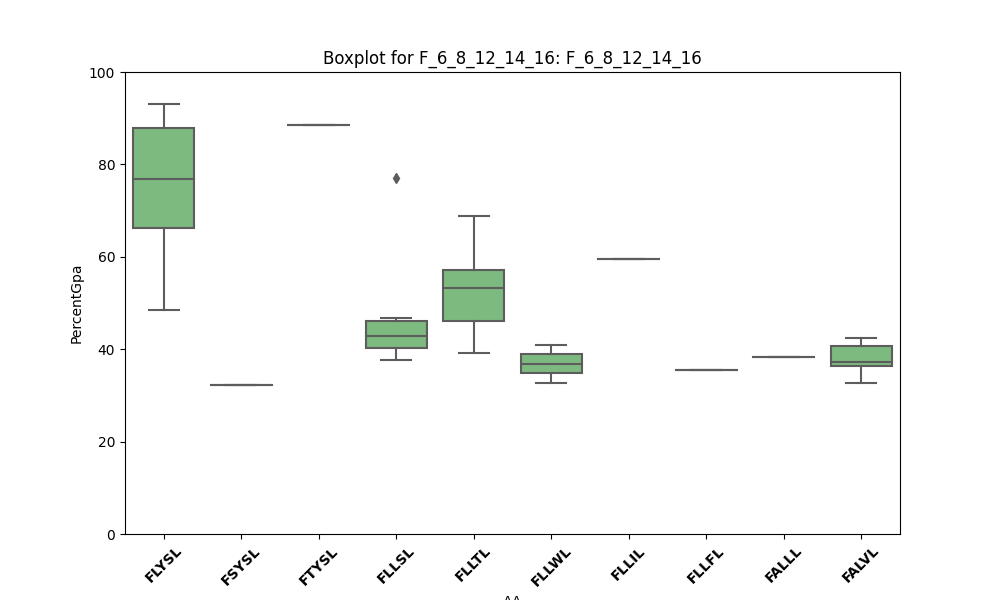 Boxplot for F_6_8_12_14_16: F_6_8_12_14_16
PercentGpa
100
80
60
40
20
0
FLYSL
FSYSL
FTYSL
FLLSL
FLLTL
FLLWL
FLLIL
FLLFL
FALLL
FALVL
AA